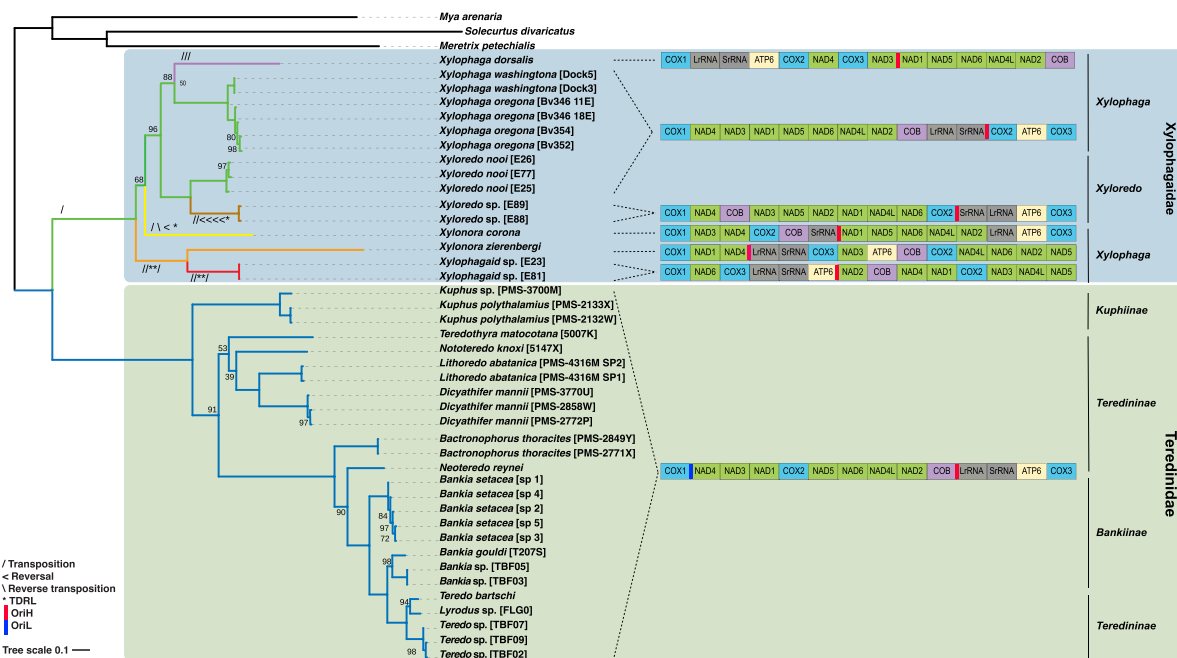 Mya arenaria
Solecurtus divaricatus
Meretrix petechialis
///
Xylophaga dorsalis
COX1 LrRNA SrRNA ATP6 COX2 NAD4 COX3 NAD3 NAD1 NAD5 NAD6 NAD4L NAD2 COB
88
50
Xylophaga washingtona [Dock5]
Xylophaga washingtona [Dock3]
Xylophaga oregona [Bv346 11E]
Xylophaga
Xylophaga oregona [Bv346 18E]
96
80
Xylophaga oregona [Bv354]
COX1 NAD4 NAD3 NAD1 NAD5 NAD6 NAD4L NAD2 COB LrRNA SrRNA COX2 ATP6 COX3
98
Xylophaga oregona [Bv352]
Xylophagaidae
97
Xyloredo nooi [E26]
68
Xyloredo nooi [E77]
Xyloredo nooi [E25]
Xyloredo
/
Xyloredo sp. [E89]
//<<<<*
COX1 NAD4 COB NAD3 NAD5 NAD2 NAD1 NAD4L NAD6 COX2 SrRNA LrRNA ATP6 COX3
Xyloredo sp. [E88]
/ \ < *
Xylonora corona
COX1 NAD3 NAD4 COX2 COB SrRNA NAD1 NAD5 NAD6 NAD4L NAD2 LrRNA ATP6 COX3
Xylonora zierenbergi
COX1 NAD1 NAD4 LrRNA SrRNA COX3 NAD3 ATP6 COB COX2 NAD4L NAD6 NAD2 NAD5
Xylophaga
//**/
Xylophagaid sp. [E23]
//**/
Xylophagaid sp. [E81]
COX1 NAD6 COX3 LrRNA SrRNA ATP6 NAD2 COB NAD4 NAD1 COX2 NAD3 NAD4L NAD5
Kuphus sp. [PMS-3700M]
Kuphus polythalamius [PMS-2133X]
Kuphiinae
Kuphus polythalamius [PMS-2132W]
Teredothyra matocotana [5007K]
53
Nototeredo knoxi [5147X]
39
Lithoredo abatanica [PMS-4316M SP2]
Lithoredo abatanica [PMS-4316M SP1]
Dicyathifer mannii [PMS-3770U]
Teredininae
91
Dicyathifer mannii [PMS-2858W]
97
Dicyathifer mannii [PMS-2772P]
Bactronophorus thoracites [PMS-2849Y]
Bactronophorus thoracites [PMS-2771X]
Teredinidae
Neoteredo reynei
COX1 NAD4 NAD3 NAD1 COX2 NAD5 NAD6 NAD4L NAD2 COB LrRNA SrRNA ATP6 COX3
Bankia setacea [sp 1]
Bankia setacea [sp 4]
90
84
Bankia setacea [sp 2]
97
Bankia setacea [sp 5]
72
Bankia setacea [sp 3]
Bankiinae
98
Bankia gouldi [T207S]
Bankia sp. [TBF05]
Bankia sp. [TBF03]
94
Teredo bartschi
Lyrodus sp. [FLG0]
Teredo sp. [TBF07]
Teredininae
Teredo sp. [TBF09]
98
Teredo sp. [TBF02]
/ Transposition
< Reversal
\ Reverse transposition
* TDRL
OriH
OriL
Tree scale 0.1